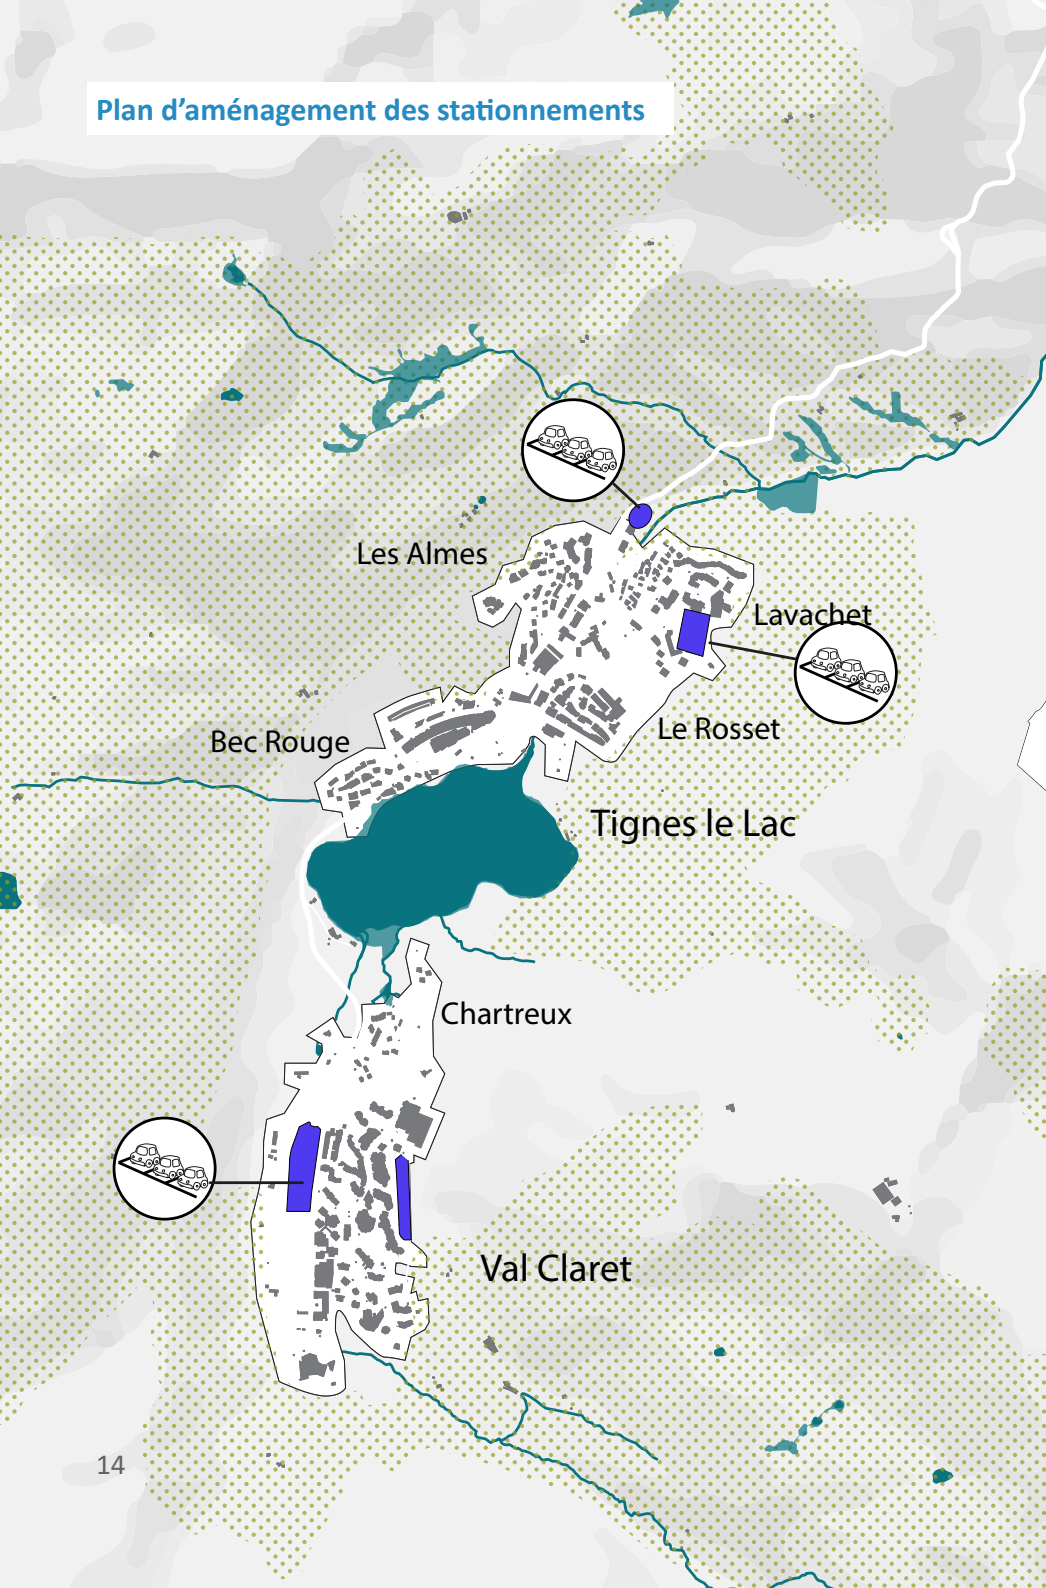 Plan d’aménagement des stationnements
Les Almes
Lavachet
Le Rosset
Bec Rouge
Tignes le Lac
Chartreux
Val Claret
14